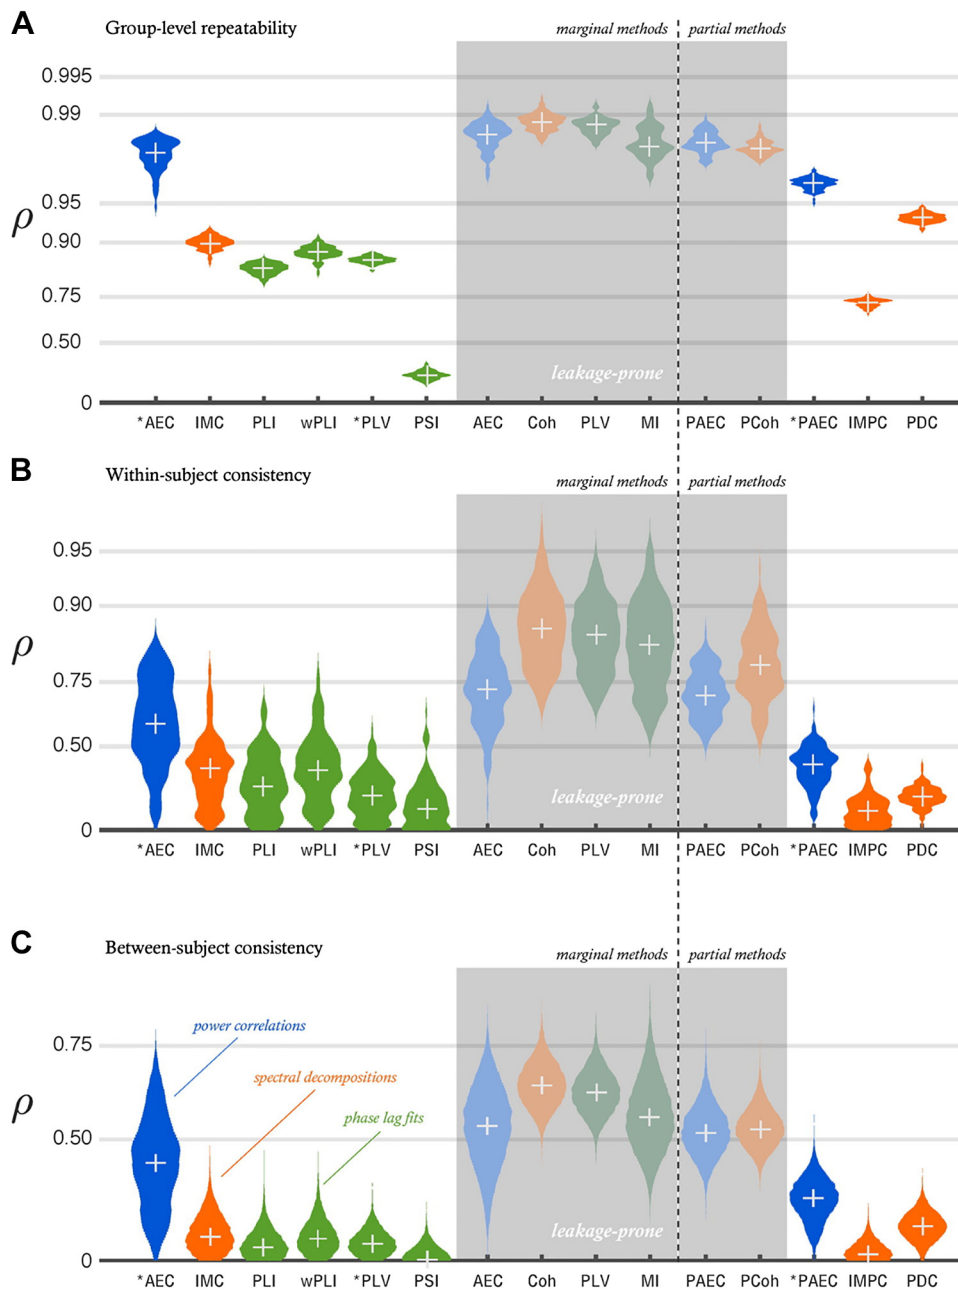 A
Group-level repeatability
marginal methods
partial methods
0.995
0.99
0.95
ρ
0.90
0.75
0.50
leakage-prone
0
*AEC IMC PLI wPLI *PLV PSI AEC Coh PLV MI PAEC PCoh *PAEC IMPC PDC
B
Within-subject consistency
marginal methods
partial methods
0.95
0.90
ρ
0.75
0.50
leakage-prone
0
*AEC IMC PLI wPLI *PLV PSI AEC Coh PLV MI PAEC PCoh *PAEC IMPC PDC
C
Between-subject consistency
marginal methods
partial methods
power correlations
0.75
spectral decompositions
ρ
phase lag fits
0.50
leakage-prone
0
*AEC IMC PLI wPLI *PLV PSI AEC Coh PLV MI PAEC PCoh *PAEC IMPC PDC